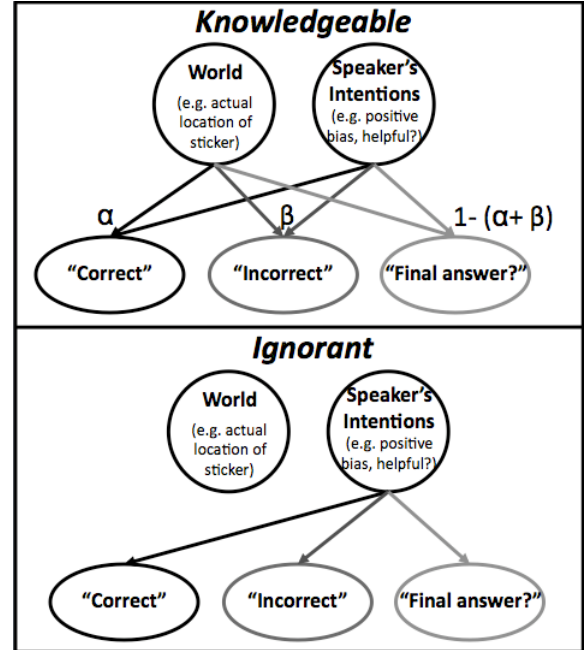 Knowledgeable
World
(e.g. actual
location of
sticker)
Speaker's
Intentions
(e.g. positive
bias, helpful?)
α
β
1- (α+ β)
"Correct"
"Incorrect"
"Final answer?"
Ignorant
World
(e.g. actual
location of
sticker)
Speaker's
Intentions
(e.g. positive
bias, helpful?)
"Correct"
"Incorrect"
"Final answer?"